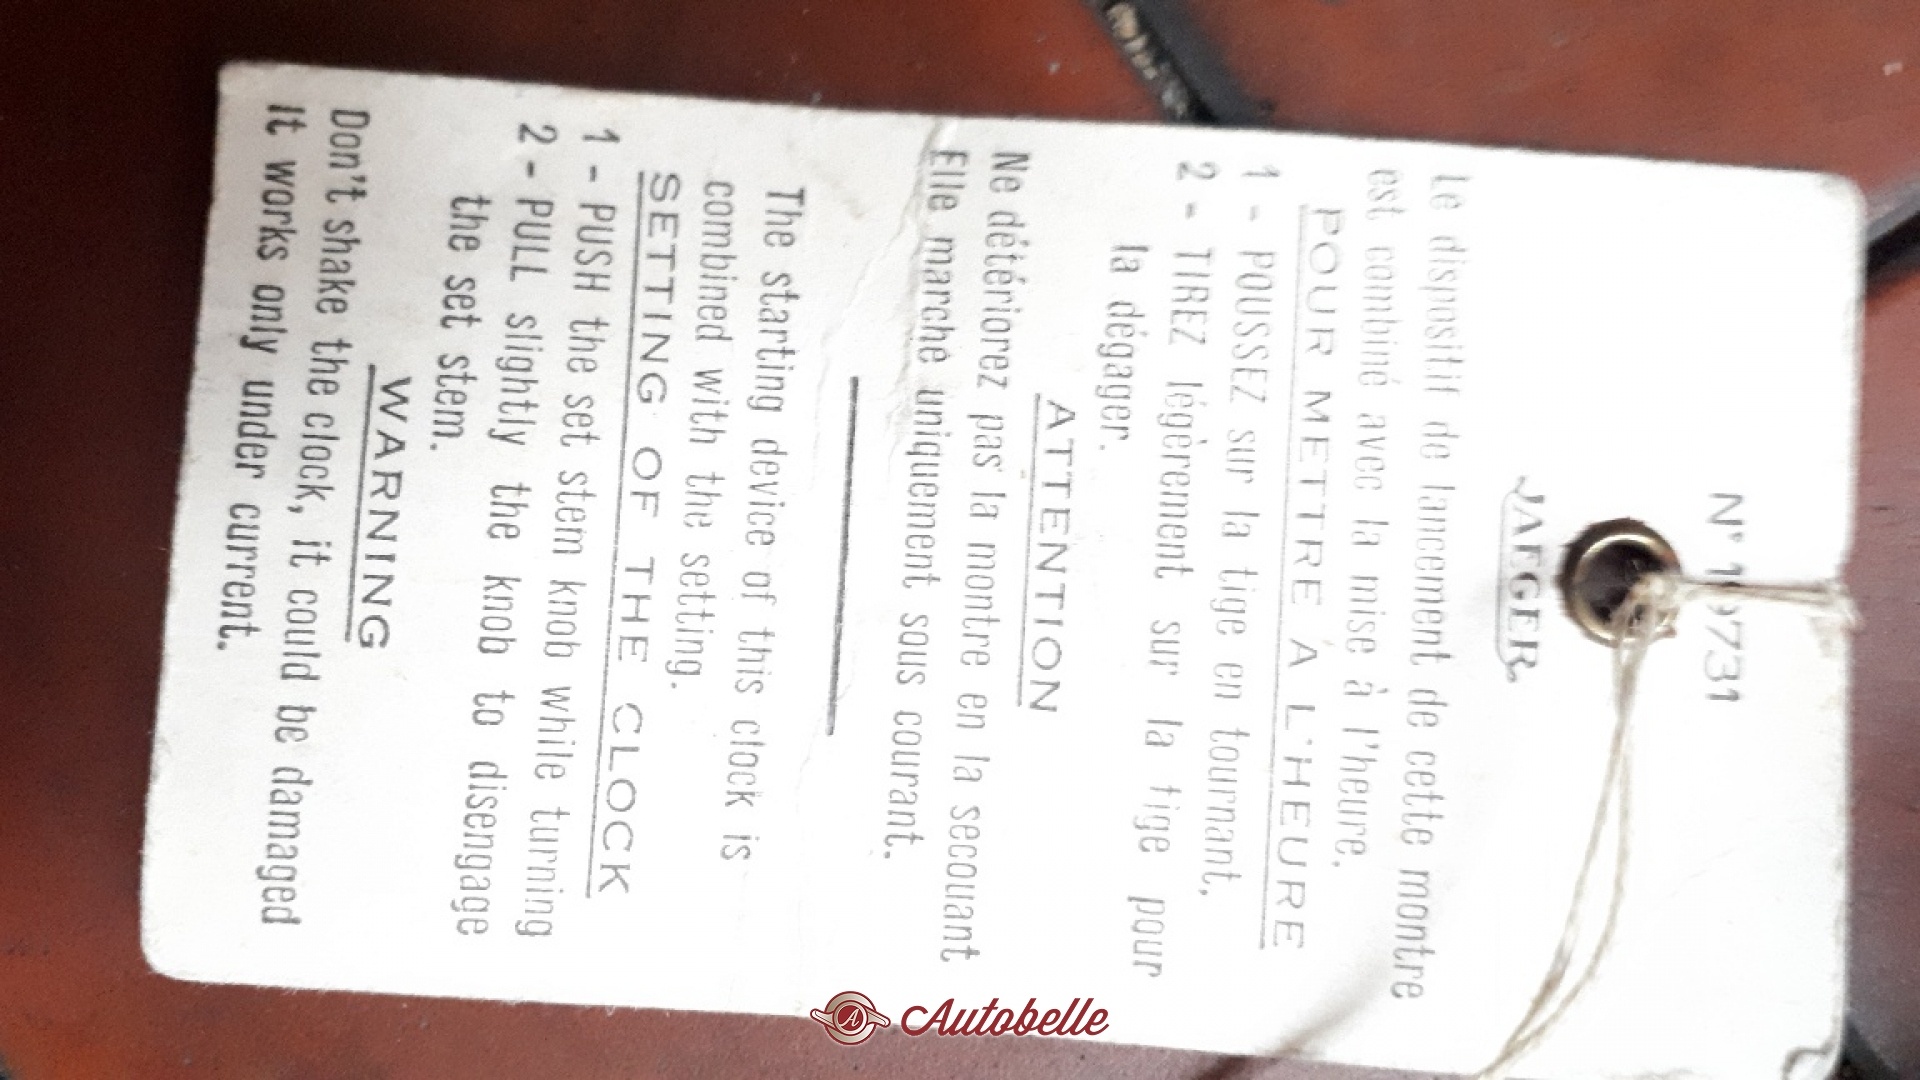 N° 19731
JAEGER
Le dispositif de lancement de cette montre
est combiné avec la mise à l'heure.
POUR METTRE À L'HEURE
1 - POUSSEZ sur la tige en tournant,
2 - TIREZ légèrement sur la tige pour
la dégager.
ATTENTION
Ne détériorez pas la montre en la secouant
Elle marche uniquement sous courant.
The starting device of this clock is
combined with the setting.
SETTING OF THE CLOCK
1 - PUSH the set stem knob while turning
2 - PULL slightly the knob to disengage
the set stem.
WARNING
Don't shake the clock, it could be damaged
It works only under current.
A Autobelle